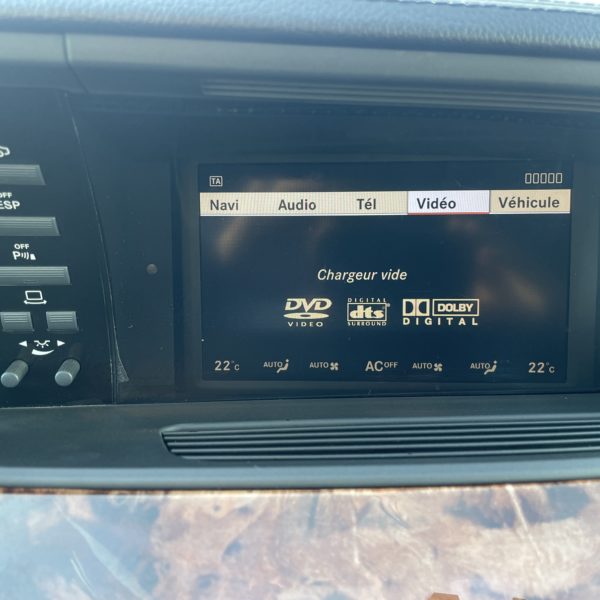 TA
Navi Audio Tél Vidéo Véhicule
Chargeur vide
DVD VIDEO
DIGITAL dts SURROUND
DOLBY DIGITAL
22°C AUTO AUTO AC OFF AUTO AUTO 22°C
OFF
ESP
OFF
P